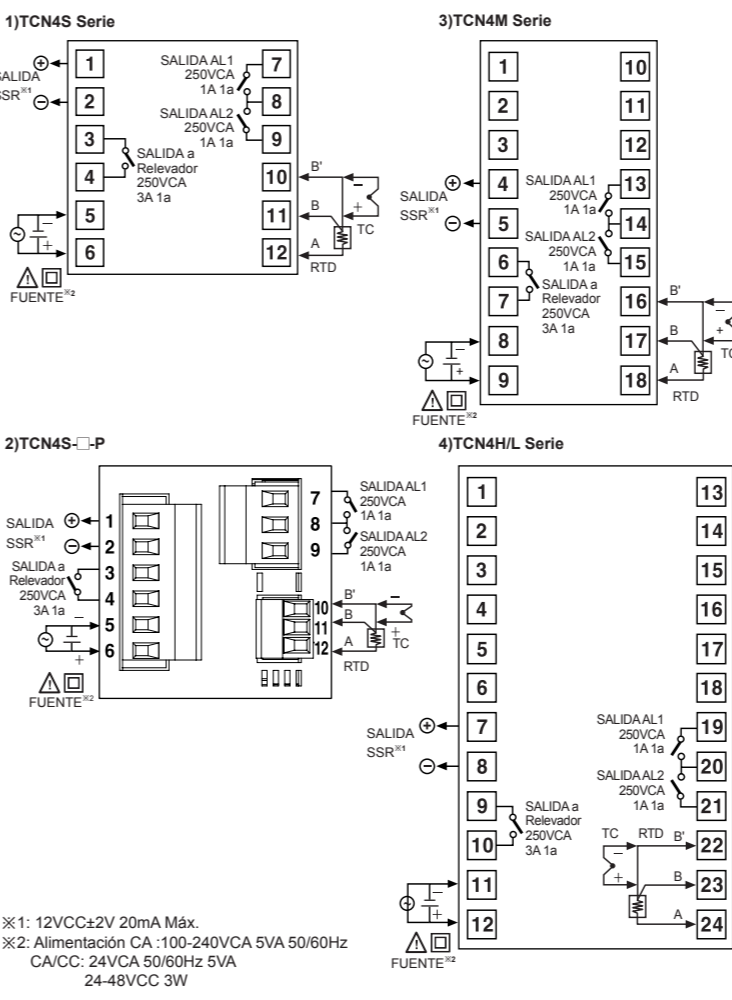 1)TCN4S Serie
SALIDA
SSR※1
⊕
⊖
1
2
3
4
5
6
SALIDA AL1
250VCA
1A 1a
SALIDA AL2
250VCA
1A 1a
SALIDA a
Relevador
250VCA
3A 1a
7
8
9
10
11
12
B'
B
A
−
+
TC
RTD
−
+
FUENTE※2
3)TCN4M Serie
SALIDA
SSR※1
⊕
⊖
1
2
3
4
5
6
7
8
9
SALIDA AL1
250VCA
1A 1a
SALIDA AL2
250VCA
1A 1a
SALIDA a
Relevador
250VCA
3A 1a
10
11
12
13
14
15
16
17
18
B'
B
A
−
+
TC
RTD
−
+
FUENTE※2
2)TCN4S-□-P
SALIDA
SSR※1
⊕
⊖
SALIDA a
Relevador
250VCA
3A 1a
−
+
1
2
3
4
5
6
FUENTE※2
7
8
9
SALIDA AL1
250VCA
1A 1a
SALIDA AL2
250VCA
1A 1a
10
11
12
B'
B
A
−
+
TC
RTD
4)TCN4H/L Serie
SALIDA
SSR※1
⊕
⊖
1
2
3
4
5
6
7
8
9
10
11
12
SALIDA a
Relevador
250VCA
3A 1a
−
+
FUENTE※2
13
14
15
16
17
18
19
20
21
22
23
24
SALIDA AL1
250VCA
1A 1a
SALIDA AL2
250VCA
1A 1a
TC RTD B'
−
+
B
A
※1: 12VCC±2V 20mA Máx.
※2: Alimentación CA :100-240VCA 5VA 50/60Hz
CA/CC: 24VCA 50/60Hz 5VA
24-48VCC 3W